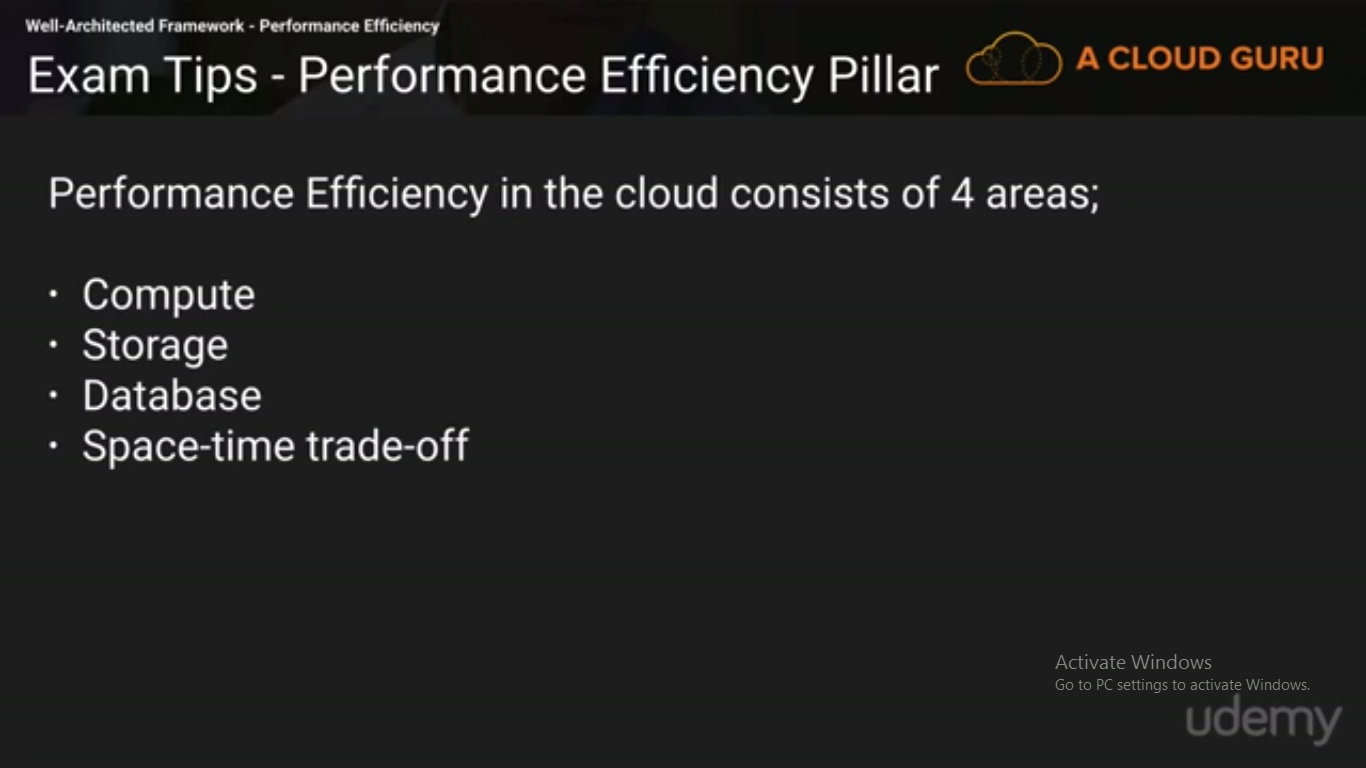 Well-Architected Framework - Performance Efficiency
Exam Tips - Performance Efficiency Pillar
A CLOUD GURU
Performance Efficiency in the cloud consists of 4 areas;
· Compute
· Storage
· Database
· Space-time trade-off
Activate Windows
Go to PC settings to activate Windows.
udemy